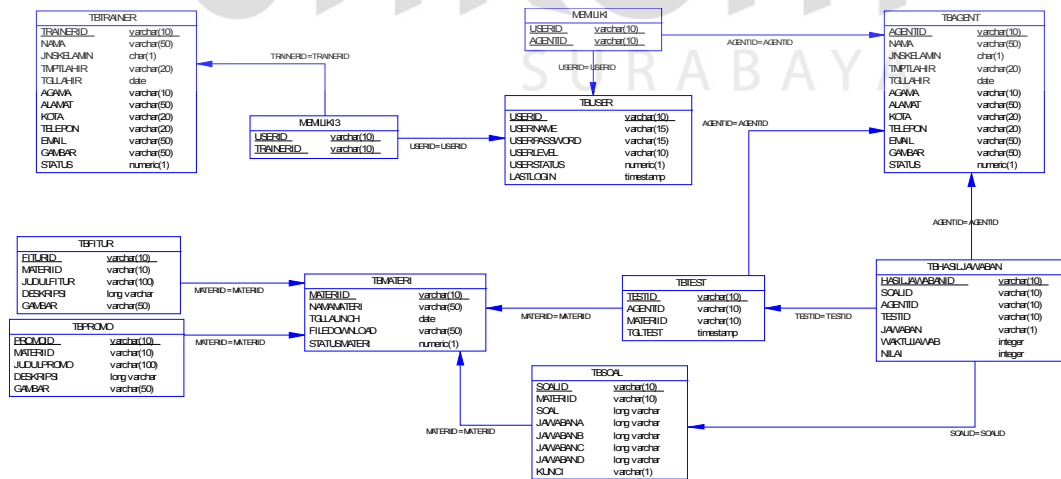 TBTRAINER
TRAINERID varchar(10)
NAMA varchar(50)
JNSKELAMIN char(1)
TMPTLAHIR varchar(20)
TGLLAHIR date
AGAMA varchar(10)
ALAMAT varchar(50)
KOTA varchar(20)
TELEPON varchar(20)
EMAIL varchar(50)
GAMBAR varchar(50)
STATUS numeric(1)
TRAINERID = TRAINERID
MEMILIKI3
USERID varchar(10)
TRAINERID varchar(10)
USERID = USERID
MEMILIKI
USERID varchar(10)
AGENTID varchar(10)
AGENTID = AGENTID
USERID = USERID
SURABAYA
TBUSER
USERID varchar(10)
USERNAME varchar(15)
USERPASSWORD varchar(15)
USERLEVEL varchar(10)
USERSTATUS numeric(1)
LASTLOGIN timestamp
TBAGENT
AGENTID varchar(10)
NAMA varchar(50)
JNSKELAMIN char(1)
TMPTLAHIR varchar(20)
TGLLAHIR date
AGAMA varchar(10)
ALAMAT varchar(50)
KOTA varchar(20)
TELEPON varchar(20)
EMAIL varchar(50)
GAMBAR varchar(50)
STATUS numeric(1)
AGENTID = AGENTID
AGENTID = AGENTID
TBFITUR
FITURID varchar(10)
MATERIID varchar(10)
JUDULFITUR varchar(100)
DESKRIPSI long varchar
GAMBAR varchar(50)
MATERIID = MATERIID
TBPROMO
PROMOID varchar(10)
MATERIID varchar(10)
JUDULPROMO varchar(100)
DESKRIPSI long varchar
GAMBAR varchar(50)
MATERIID = MATERIID
TBMATERI
MATERIID varchar(10)
NAMAMATERI varchar(50)
TGLLAUNCH date
FILEDOWNLOAD varchar(50)
STATUSMATERI numeric(1)
MATERIID = MATERIID
TBTEST
TESTID varchar(10)
AGENTID varchar(10)
MATERIID varchar(10)
TGLTEST timestamp
TESTID = TESTID
TBHASILJAWABAN
HASILJAWABANID varchar(10)
SOALID varchar(10)
AGENTID varchar(10)
TESTID varchar(10)
JAWABAN varchar(1)
WAKTUJAWAB integer
NILAI integer
TBSOAL
SOALID varchar(10)
MATERIID varchar(10)
SOAL long varchar
JAWABANA long varchar
JAWABANB long varchar
JAWABANC long varchar
JAWABAND long varchar
KUNCI varchar(1)
MATERIID = MATERIID
SOALID = SOALID